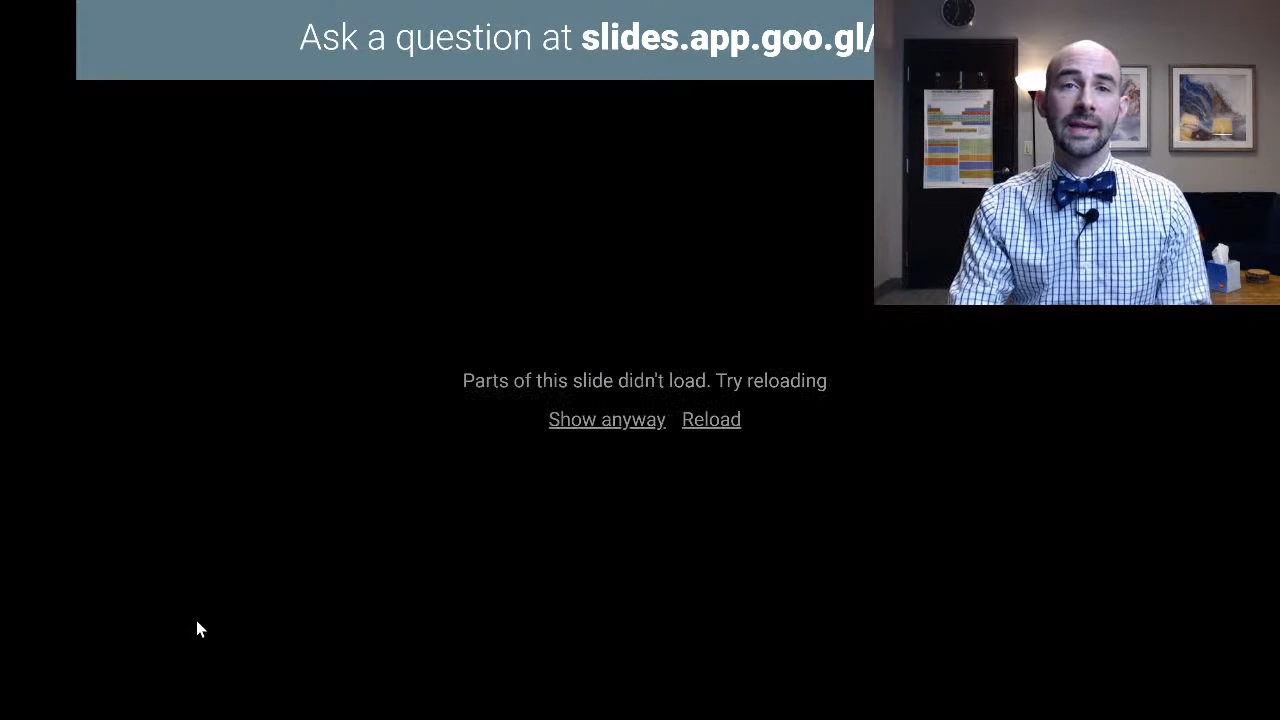 Ask a question at slides.app.goo.gl/
Parts of this slide didn't load. Try reloading
Show anyway Reload